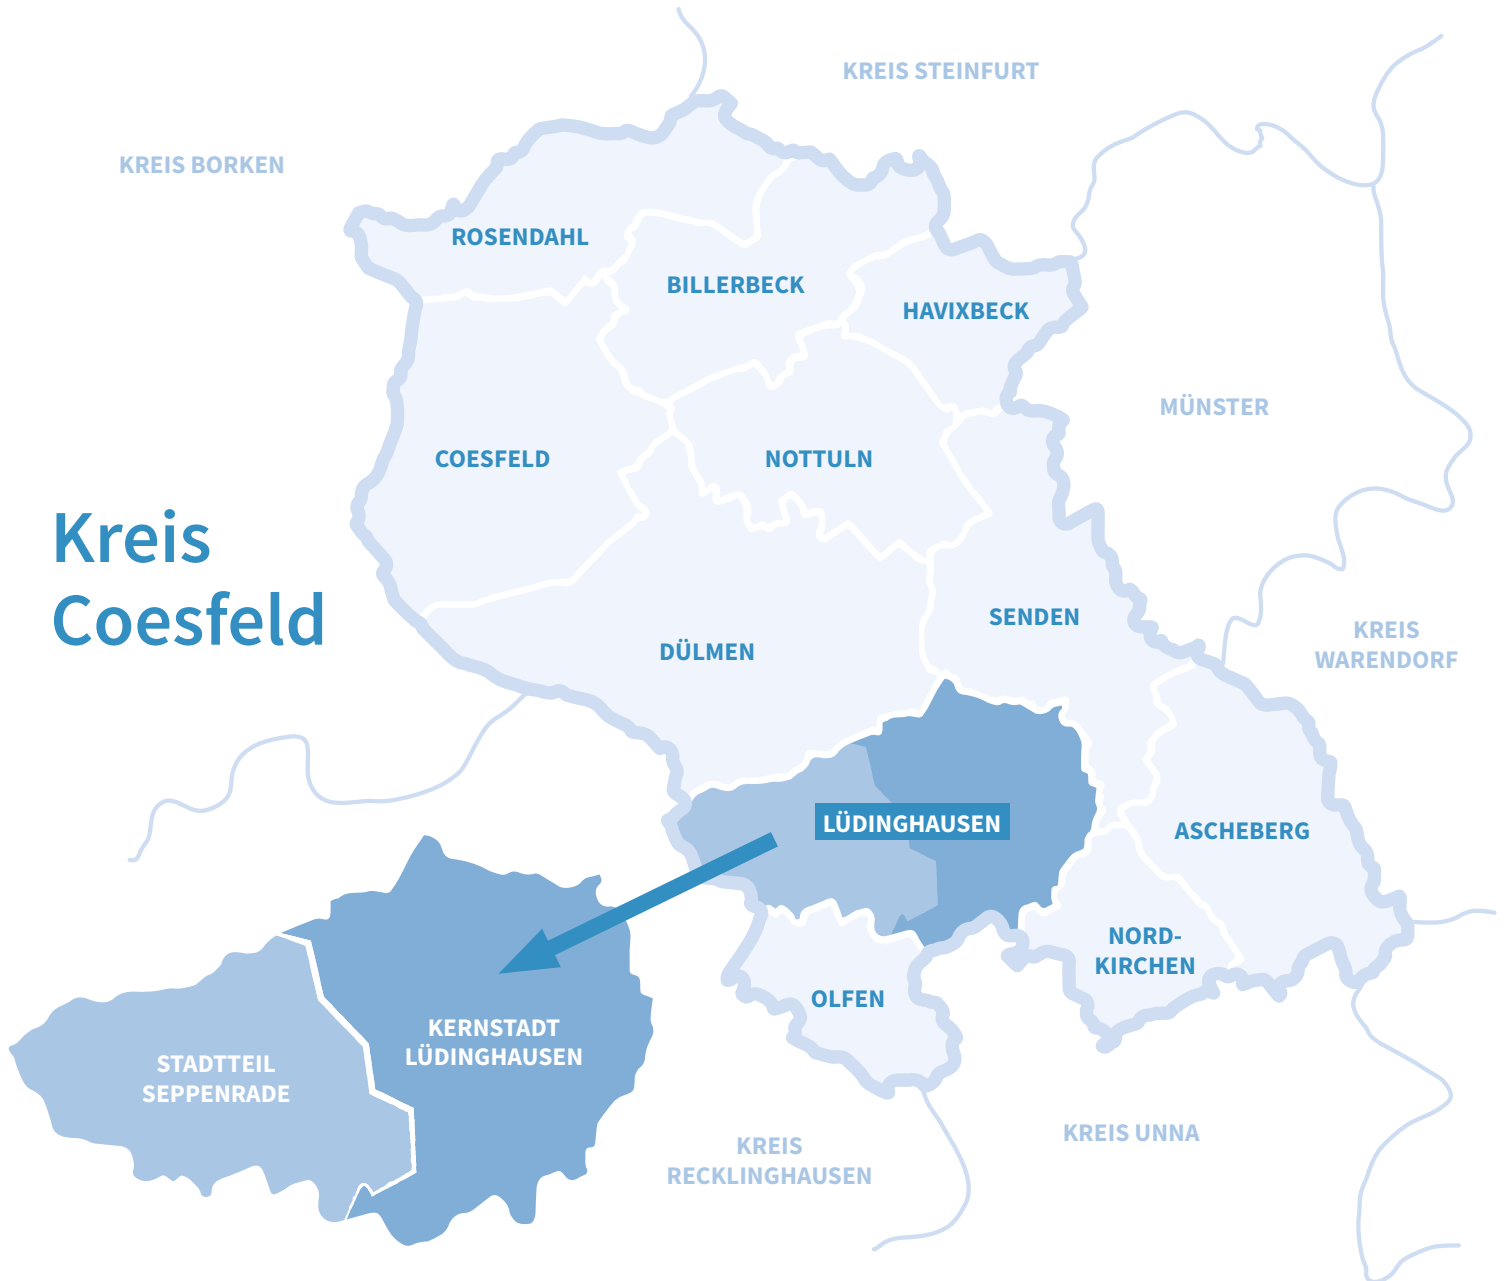 KREIS STEINFURT
KREIS BORKEN
ROSENDAHL
BILLERBECK
HAVIXBECK
MÜNSTER
COESFELD
NOTTULN
Kreis
Coesfeld
SENDEN
KREIS
WARENDORF
DÜLMEN
LÜDINGHAUSEN
ASCHEBERG
NORD-
KIRCHEN
OLFEN
KERNSTADT
LÜDINGHAUSEN
STADTTEIL
SEPPENRADE
KREIS UNNA
KREIS
RECKLINGHAUSEN